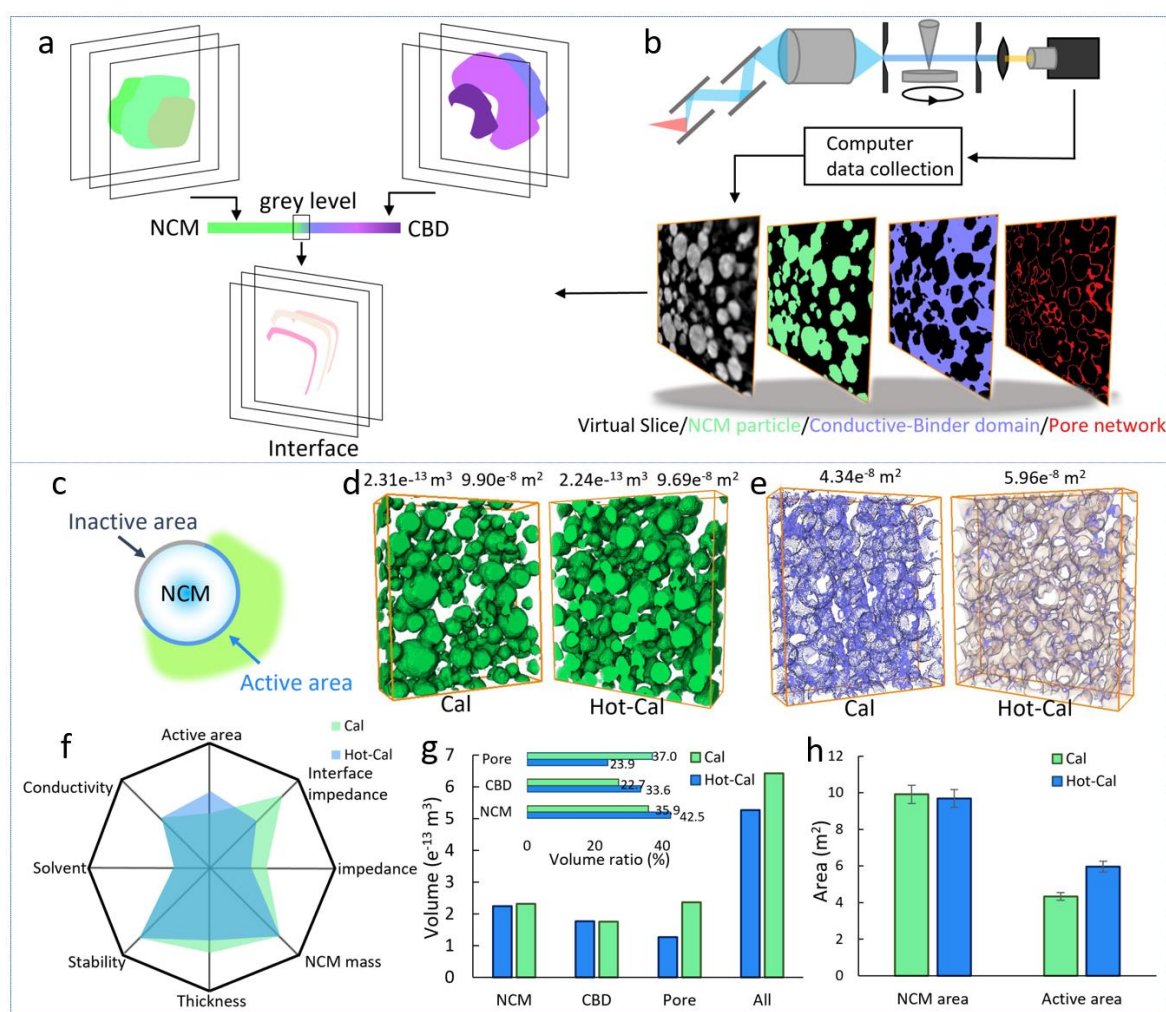 a
NCM
grey level
CBD
Interface
b
Computer
data collection
Virtual Slice/NCM particle/Conductive-Binder domain/Pore network
c
Inactive area
NCM
Active area
d
2.31e⁻¹³ m³ 9.90e⁻⁸ m²
2.24e⁻¹³ m³ 9.69e⁻⁸ m²
Cal
Hot-Cal
e
4.34e⁻⁸ m²
5.96e⁻⁸ m²
Cal
Hot-Cal
f
Cal
Hot-Cal
Active area
Interface
impedance
impedance
NCM mass
Thickness
Stability
Solvent
Conductivity
g
Volume (e⁻¹³ m³)
7
6
5
4
3
2
1
0
Pore
37.0
23.9
CBD
22.7
33.6
NCM
35.9
42.5
0
20
40
Volume ratio (%)
Cal
Hot-Cal
NCM
CBD
Pore
All
h
Area (m²)
12
10
8
6
4
2
0
Cal
Hot-Cal
NCM area
Active area